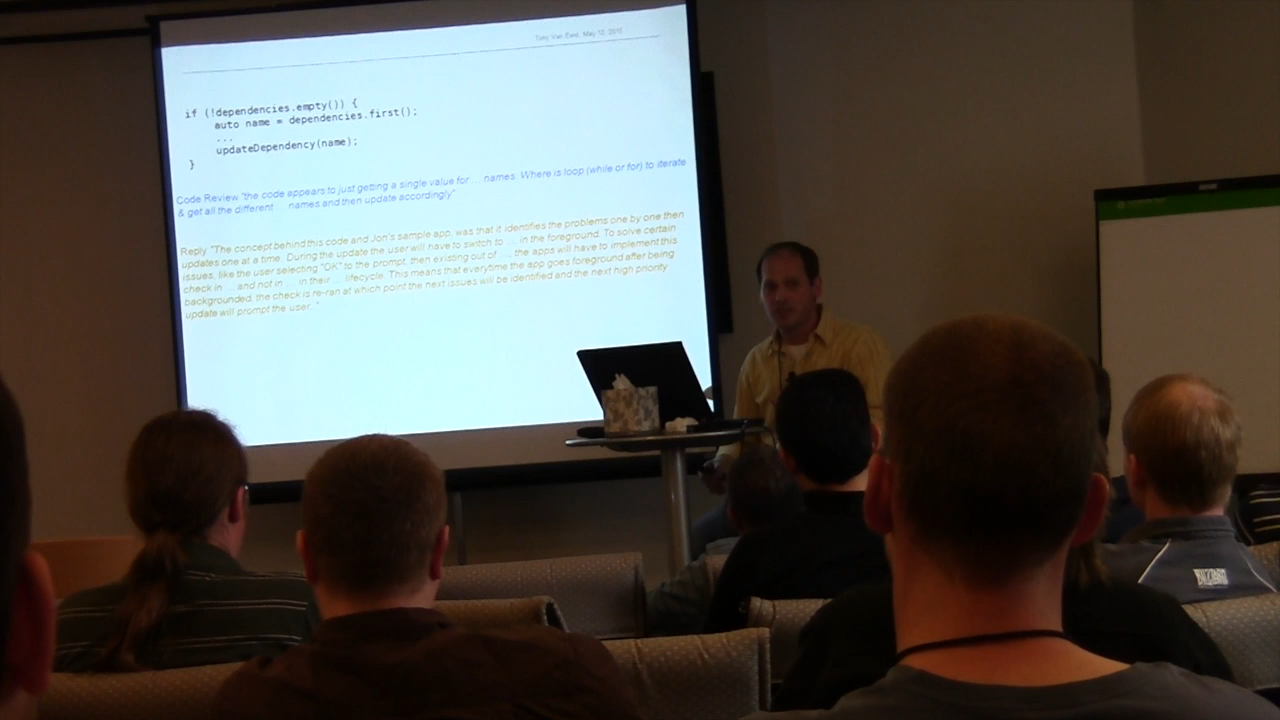 Tony Van Eerd, May 13, 2015
if (!dependencies.empty()) {
auto name = dependencies.first();
...
updateDependency(name);
}
Code Review "the code appears to just getting a single value for ... names. Where is loop (while or for) to iterate
& get all the different ... names and then update accordingly"
Reply "The concept behind this code and Jon's sample app, was that it identifies the problems one by one then
updates one at a time. During the update the user will have to switch to ... in the foreground. To solve certain
issues, like the user selecting "OK" to the prompt, then existing out of ..., the apps will have to implement this
check in ... and not in ... in their ... lifecycle. This means that everytime the app goes foreground after being
backgrounded, the check is re-ran at which point the next issues will be identified and the next high priority
update will prompt the user. "
BLIZZARD